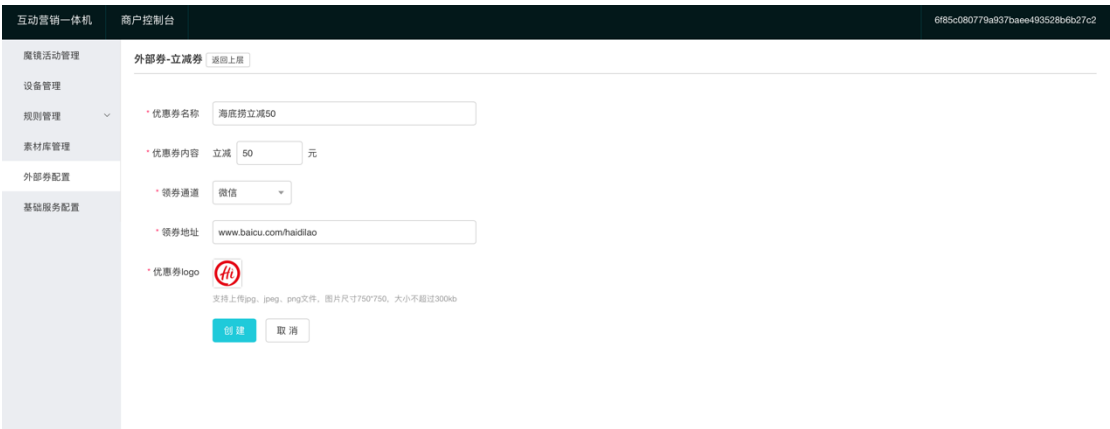 互动营销一体机 商户控制台 6f85c080779a937baee493528b6b27c2
魔镜活动管理
设备管理
规则管理
素材库管理
外部券配置
基础服务配置
外部券-立减券 返回上层
* 优惠券名称 海底捞立减50
* 优惠券内容 立减 50 元
* 领券通道 微信
* 领券地址 www.baicu.com/haidilao
* 优惠券logo Hi
支持上传jpg、jpeg、png文件，图片尺寸750*750，大小不超过300kb
创 建 取 消